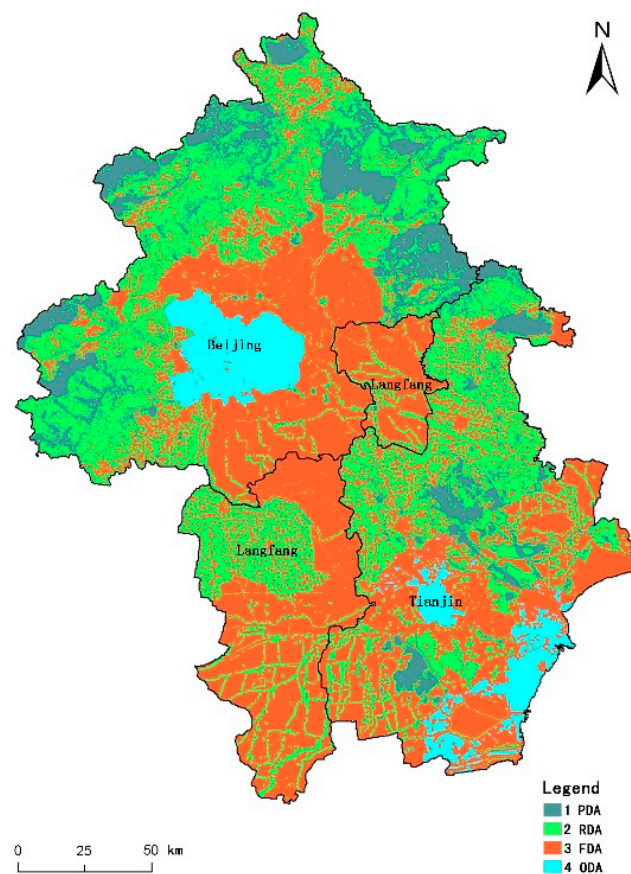 N
Beijing
Langfang
Langfang
Tianjin
Legend
1 PDA
2 RDA
3 FDA
4 ODA
0 25 50 km